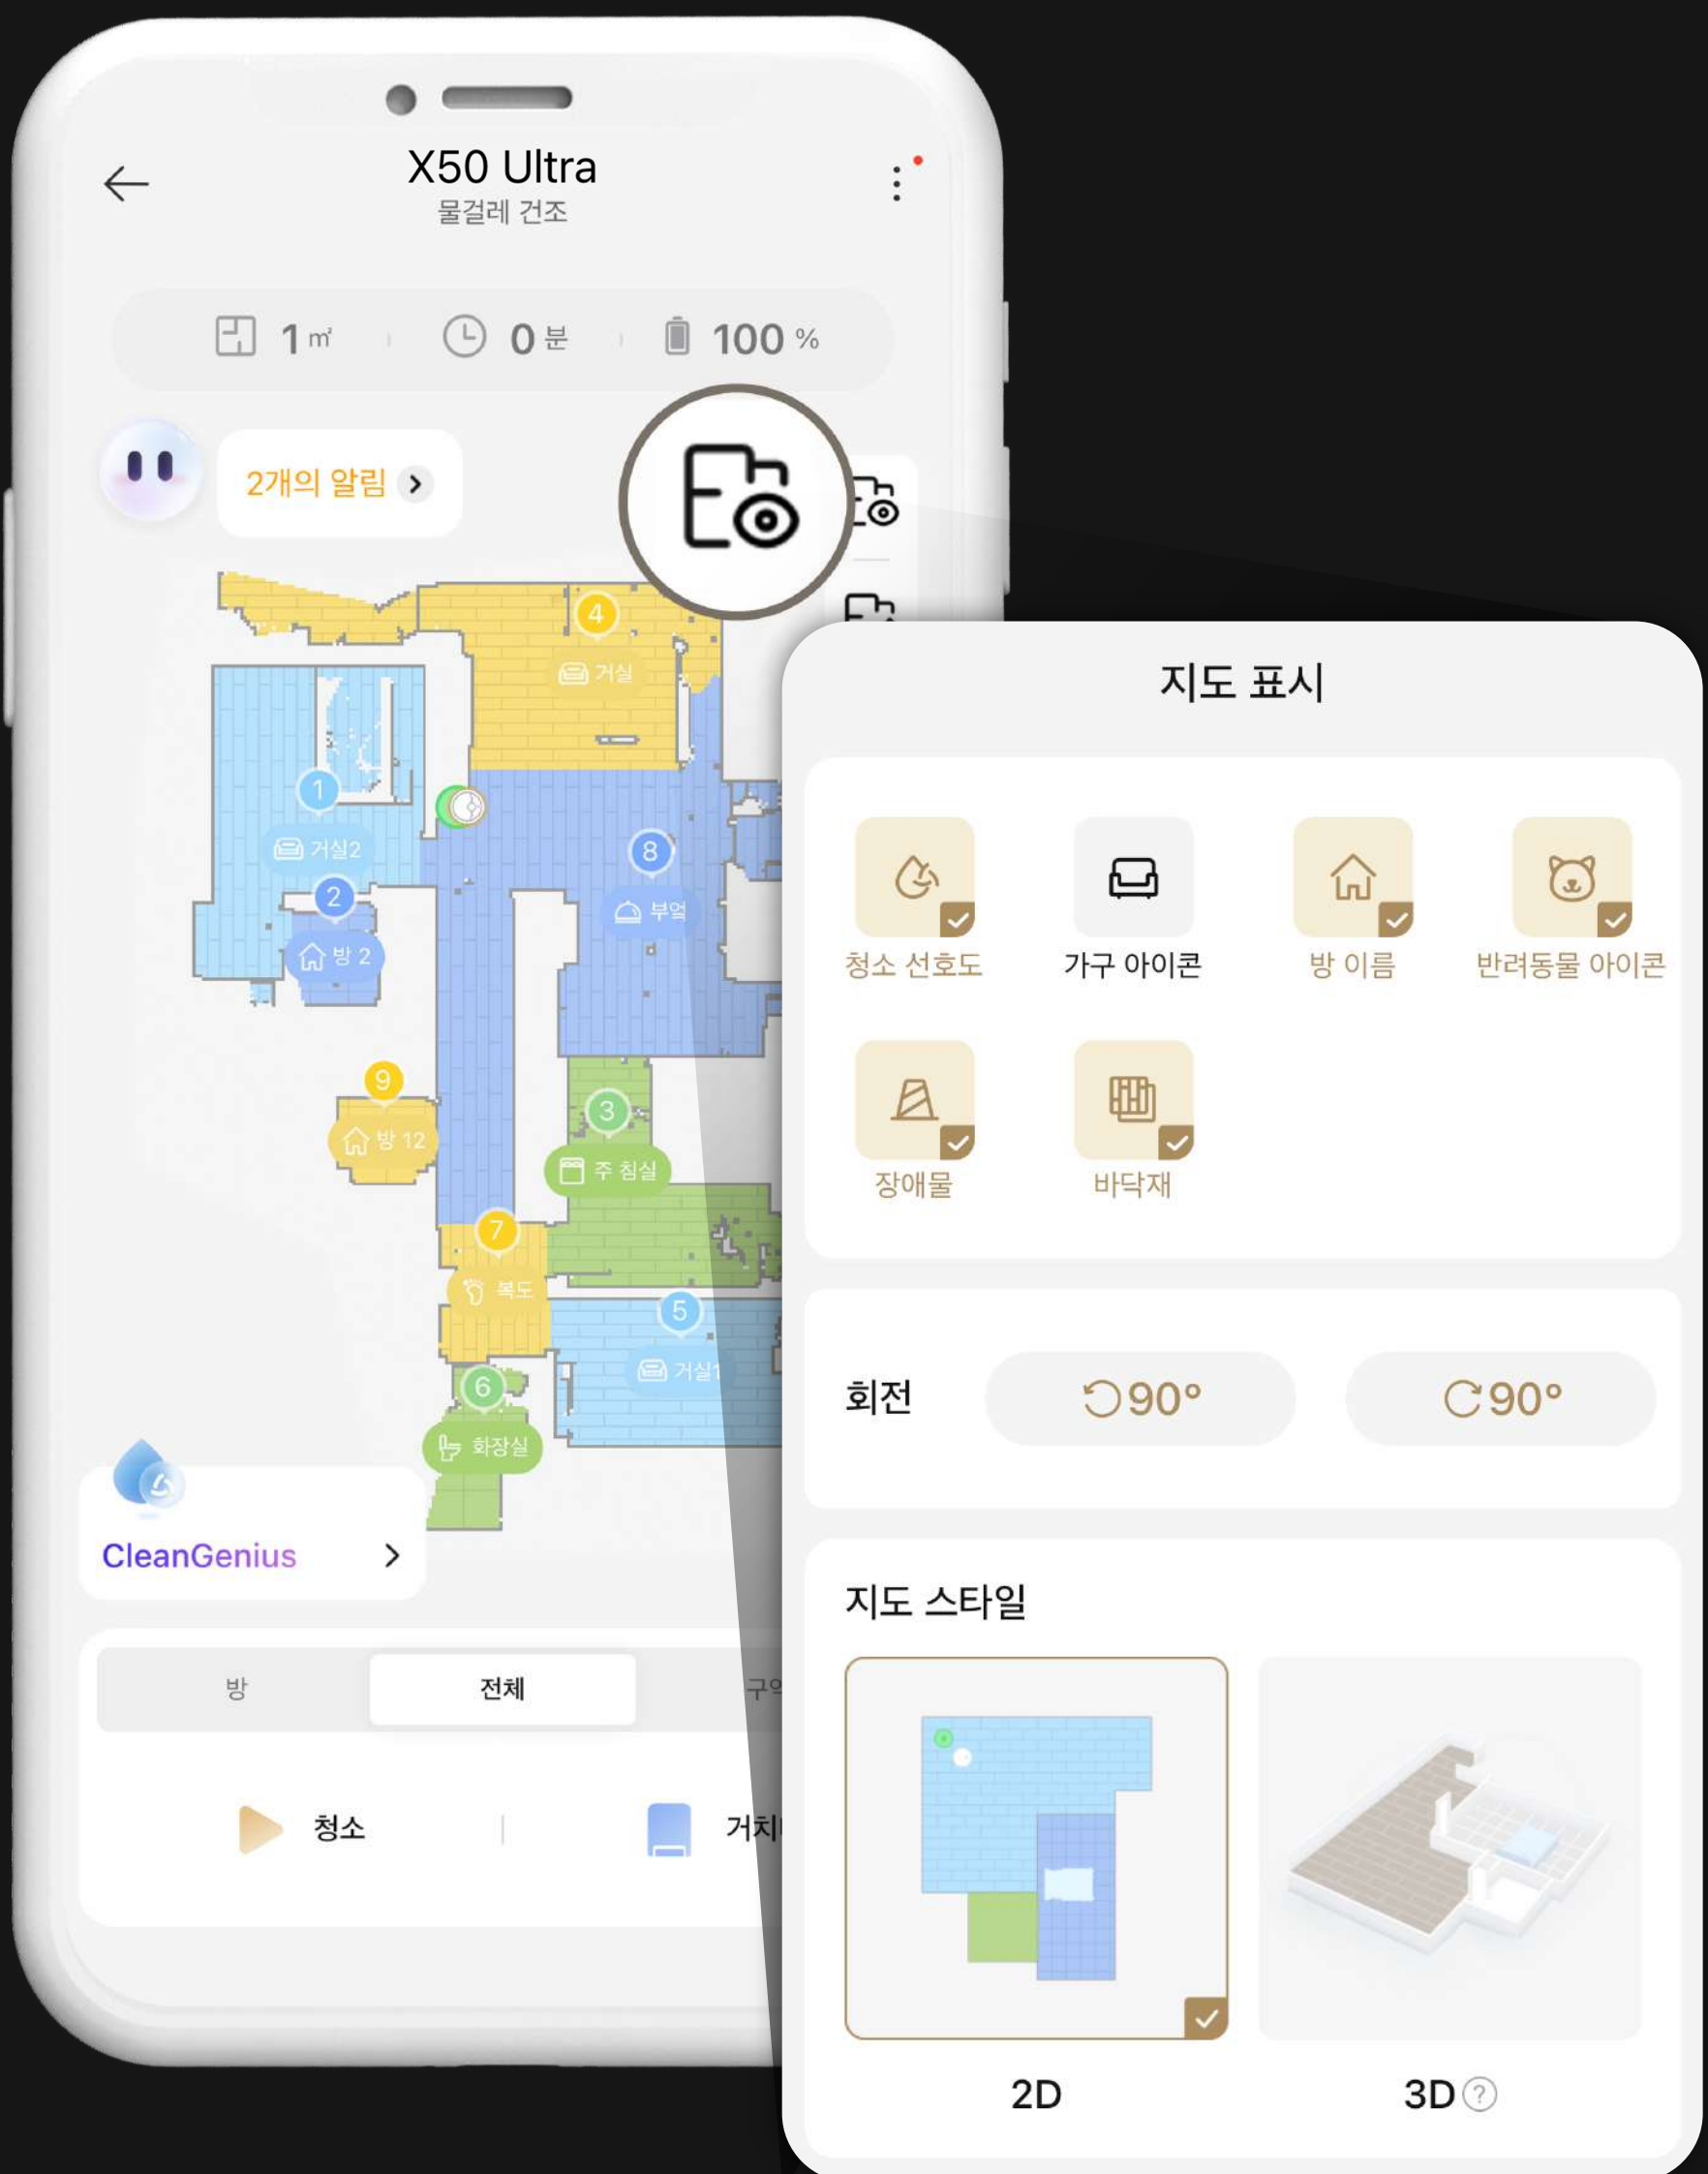 X50 Ultra
물걸레 건조
1 ㎡ 0 분 100 %
2개의 알림
4
거실
1
거실2
8
부엌
2
방 2
9
방 12
3
주 침실
7
복도
5
거실1
6
화장실
CleanGenius
방 전체
청소
지도 표시
청소 선호도 가구 아이콘 방 이름 반려동물 아이콘
장애물 바닥재
회전 90° 90°
지도 스타일
2D 3D ?